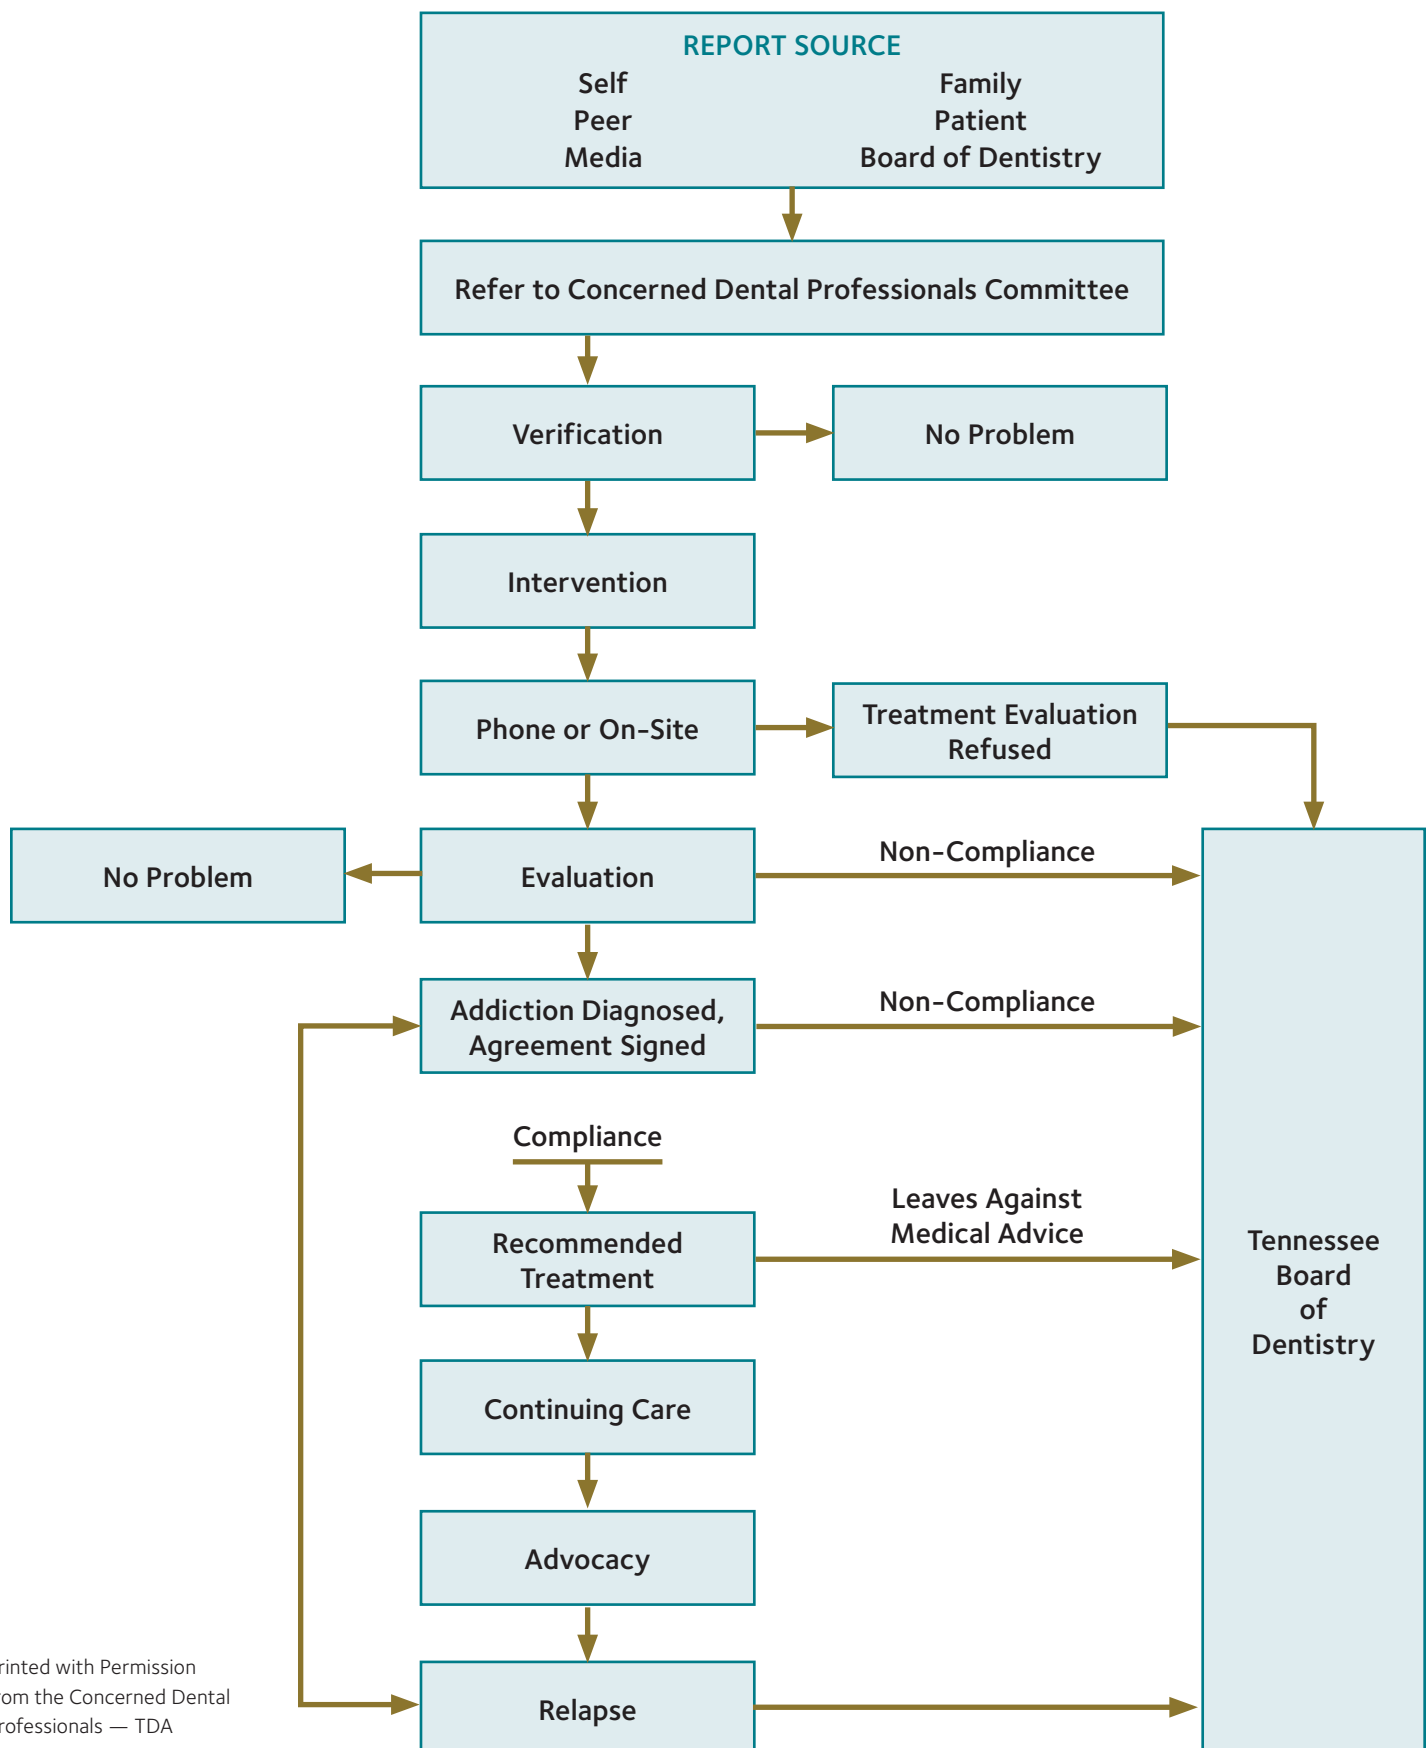 REPORT SOURCE
Self
Peer
Media
Family
Patient
Board of Dentistry
Refer to Concerned Dental Professionals Committee
Verification
No Problem
Intervention
Phone or On-Site
Treatment Evaluation
Refused
No Problem
Evaluation
Non-Compliance
Addiction Diagnosed,
Agreement Signed
Non-Compliance
Compliance
Recommended
Treatment
Leaves Against
Medical Advice
Tennessee
Board
of
Dentistry
Continuing Care
Advocacy
Relapse
rinted with Permission
rom the Concerned Dental
rofessionals — TDA